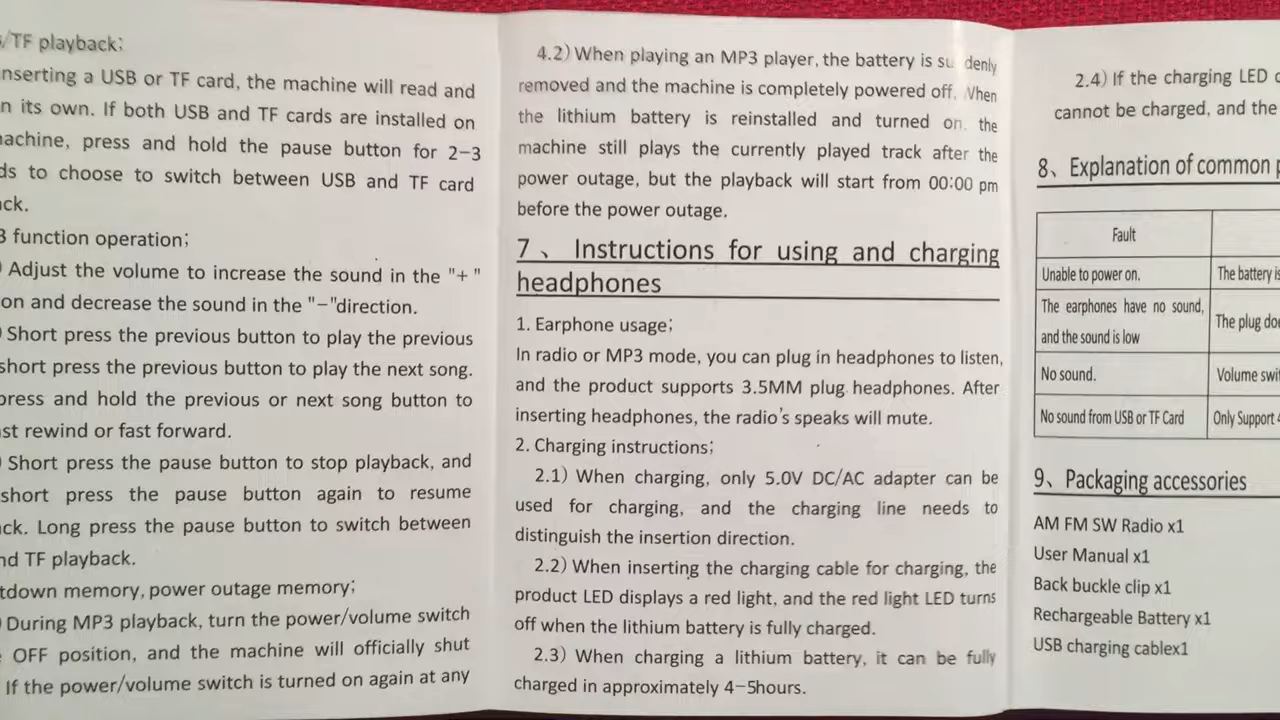 /TF playback:
nserting a USB or TF card, the machine will read and
n its own. If both USB and TF cards are installed on
achine, press and hold the pause button for 2-3
ds to choose to switch between USB and TF card
ck.
3 function operation;
Adjust the volume to increase the sound in the "+"
on and decrease the sound in the "-"direction.
Short press the previous button to play the previous
short press the previous button to play the next song.
press and hold the previous or next song button to
st rewind or fast forward.
Short press the pause button to stop playback, and
short press the pause button again to resume
ck. Long press the pause button to switch between
nd TF playback.
tdown memory, power outage memory;
During MP3 playback, turn the power/volume switch
OFF position, and the machine will officially shut
If the power/volume switch is turned on again at any
4.2) When playing an MP3 player, the battery is su denly
removed and the machine is completely powered off. When
the lithium battery is reinstalled and turned on. the
machine still plays the currently played track after the
power outage, but the playback will start from 00:00 pm
before the power outage.
7、 Instructions for using and charging
headphones
1. Earphone usage;
In radio or MP3 mode, you can plug in headphones to listen,
and the product supports 3.5MM plug headphones. After
inserting headphones, the radio's speaks will mute.
2. Charging instructions;
2.1) When charging, only 5.0V DC/AC adapter can be
used for charging, and the charging line needs to
distinguish the insertion direction.
2.2) When inserting the charging cable for charging, the
product LED displays a red light, and the red light LED turns
off when the lithium battery is fully charged.
2.3) When charging a lithium battery, it can be fully
charged in approximately 4-5hours.
2.4) If the charging LED
cannot be charged, and the
8、Explanation of common
Fault
Unable to power on. The battery is
The earphones have no sound,
and the sound is low
The plug doe
No sound. Volume swit
No sound from USB or TF Card Only Support 4
9、Packaging accessories
AM FM SW Radio x1
User Manual x1
Back buckle clip x1
Rechargeable Battery x1
USB charging cablex1